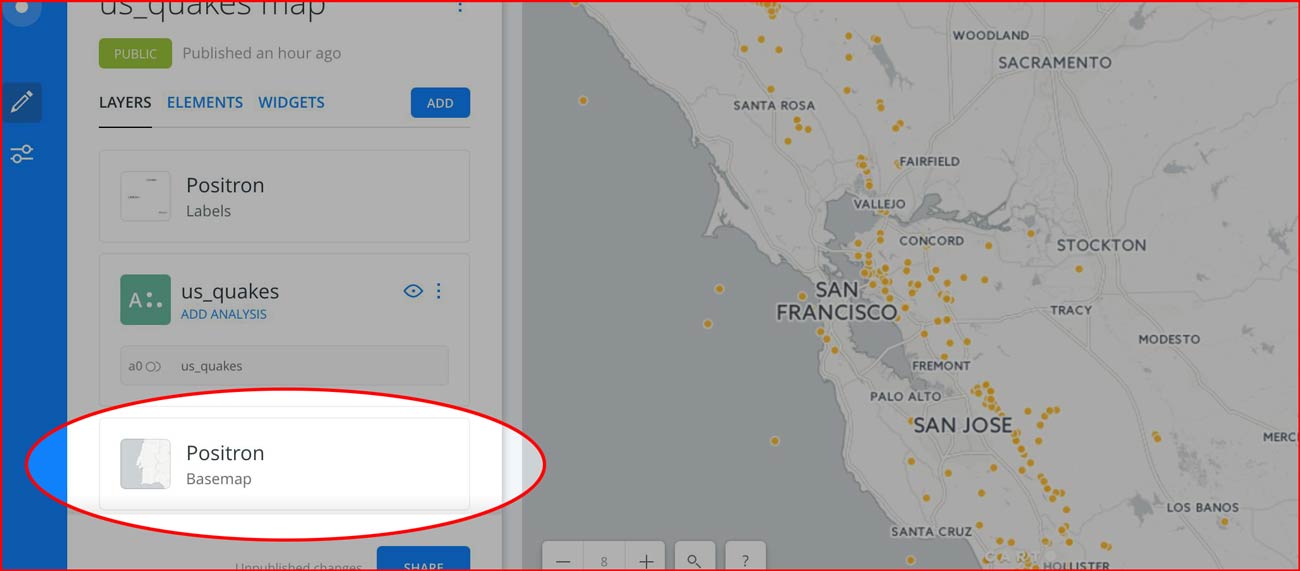 us_quakes map
PUBLIC
Published an hour ago
LAYERS
ELEMENTS
WIDGETS
ADD
Positron
Labels
A
us_quakes
ADD ANALYSIS
a0
us_quakes
Positron
Basemap
Unpublished changes
SHARE
WOODLAND
SACRAMENTO
SANTA ROSA
FAIRFIELD
VALLEJO
CONCORD
STOCKTON
SAN
FRANCISCO
TRACY
MODESTO
FREMONT
PALO ALTO
SAN JOSE
MERC
LOS BANOS
SANTA CRUZ
CARTO
HOLLISTER
8
?